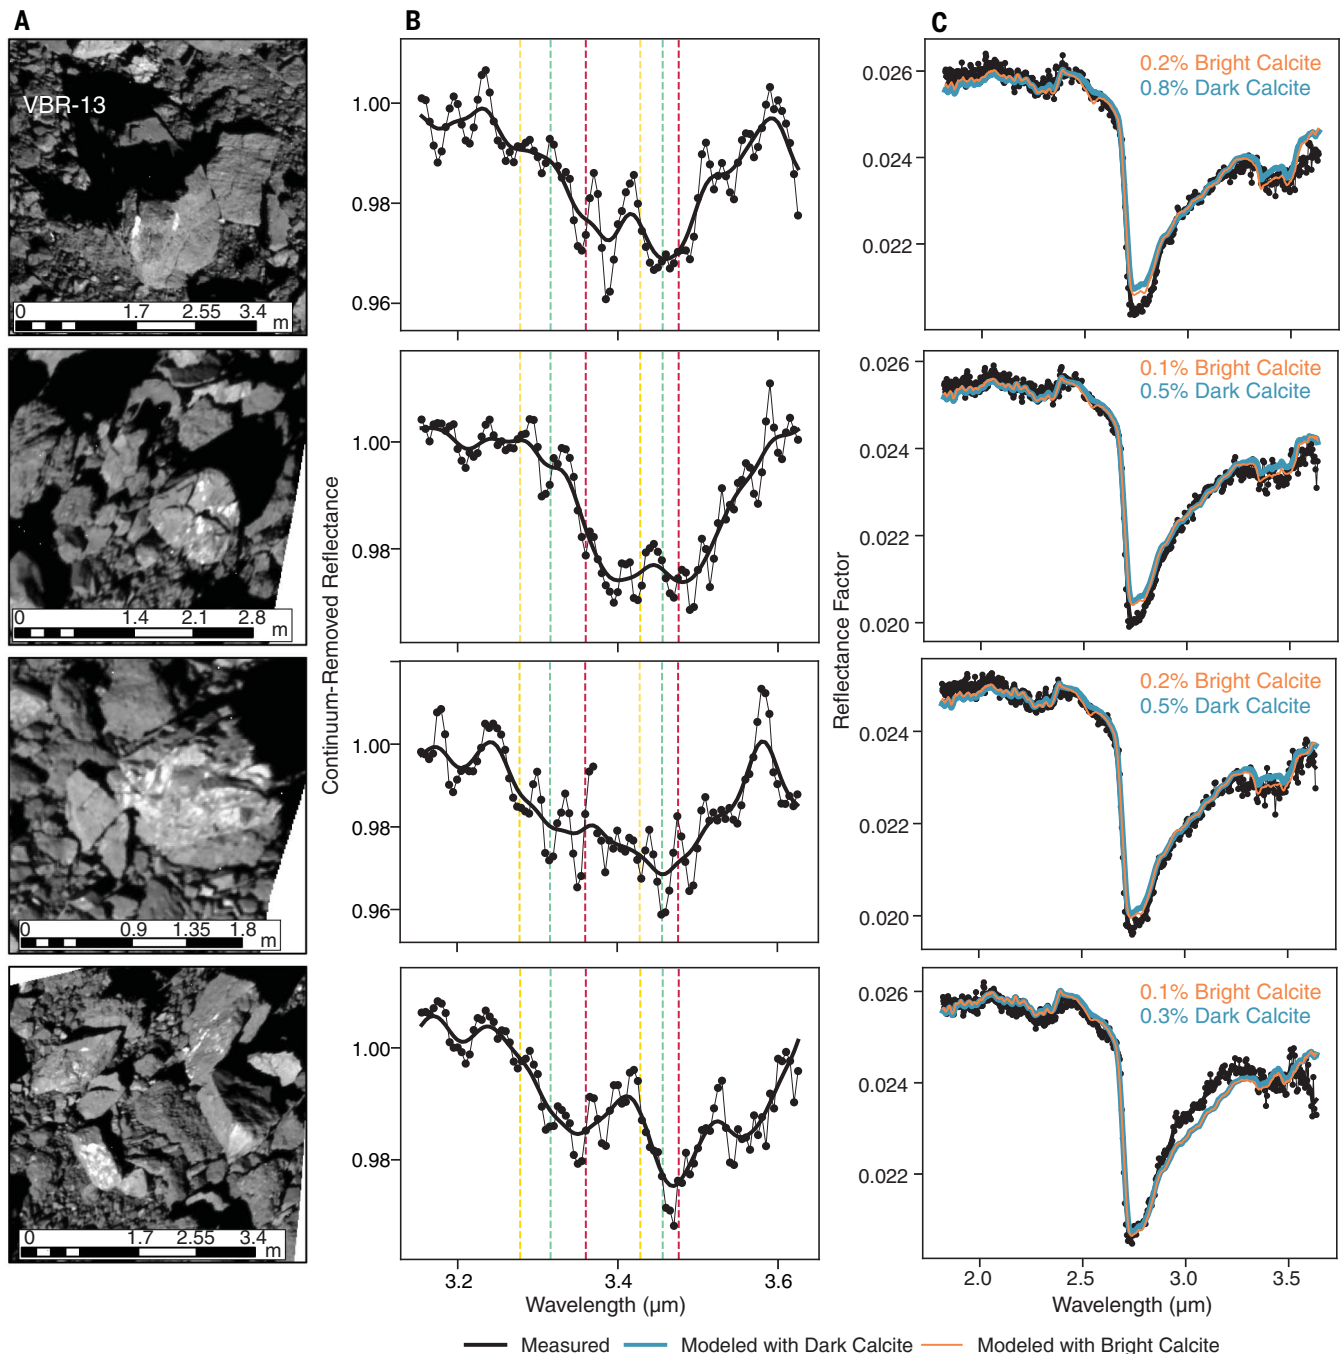 A
B
C
VBR-13
0 1.7 2.55 3.4 m
1.00
0.98
0.96
0.026
0.024
0.022
0.2% Bright Calcite
0.8% Dark Calcite
0 1.4 2.1 2.8 m
1.00
0.98
0.026
0.024
0.022
0.020
0.1% Bright Calcite
0.5% Dark Calcite
Continuum-Removed Reflectance
Reflectance Factor
0 0.9 1.35 1.8 m
1.00
0.98
0.96
0.024
0.022
0.020
0.2% Bright Calcite
0.5% Dark Calcite
0 1.7 2.55 3.4 m
1.00
0.98
3.2 3.4 3.6
Wavelength (μm)
0.026
0.024
0.022
0.1% Bright Calcite
0.3% Dark Calcite
2.0 2.5 3.0 3.5
Wavelength (μm)
Measured Modeled with Dark Calcite Modeled with Bright Calcite